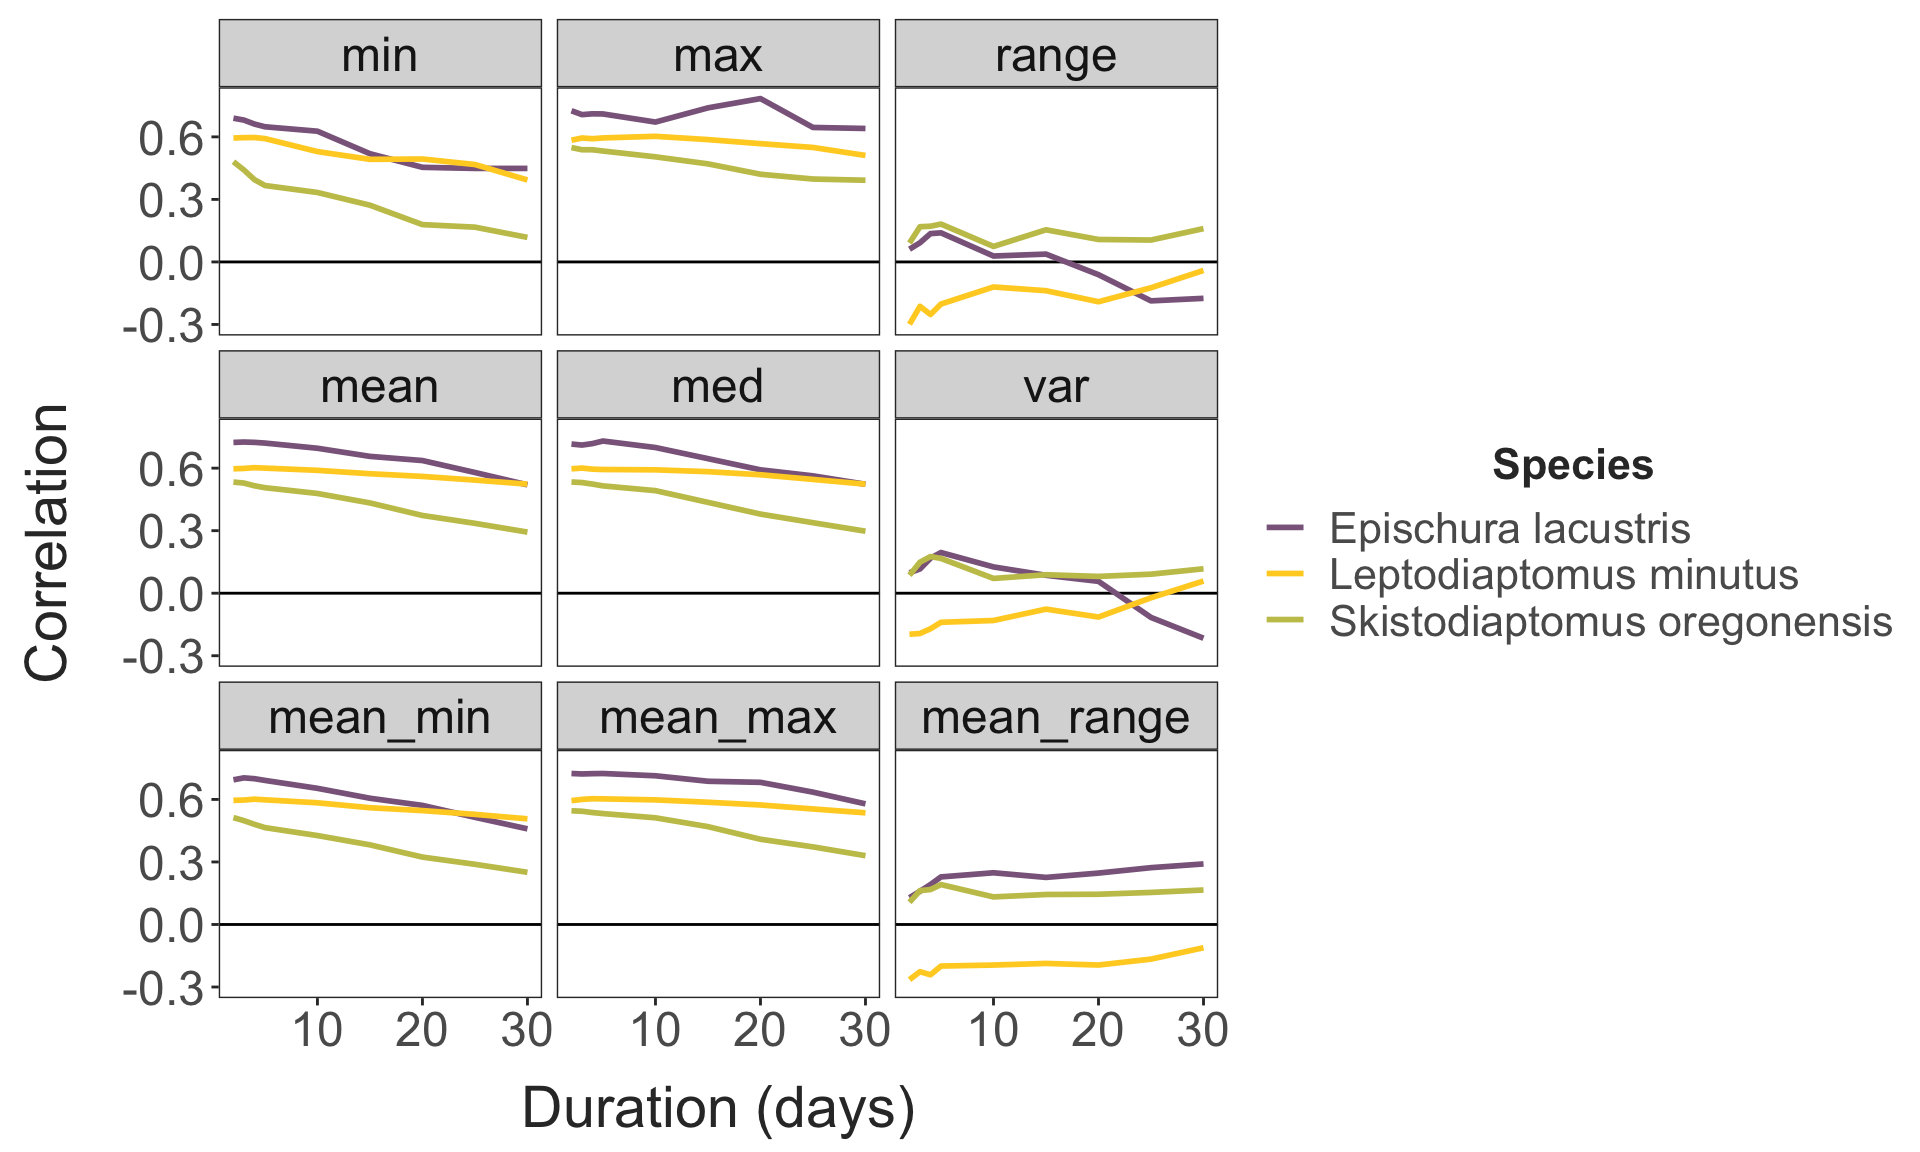 min
max
range
0.6
0.3
0.0
-0.3
mean
med
var
0.6
0.3
0.0
-0.3
mean_min
mean_max
mean_range
0.6
0.3
0.0
-0.3
10 20 30
10 20 30
10 20 30
Duration (days)
Correlation
Species
Epischura lacustris
Leptodiaptomus minutus
Skistodiaptomus oregonensis